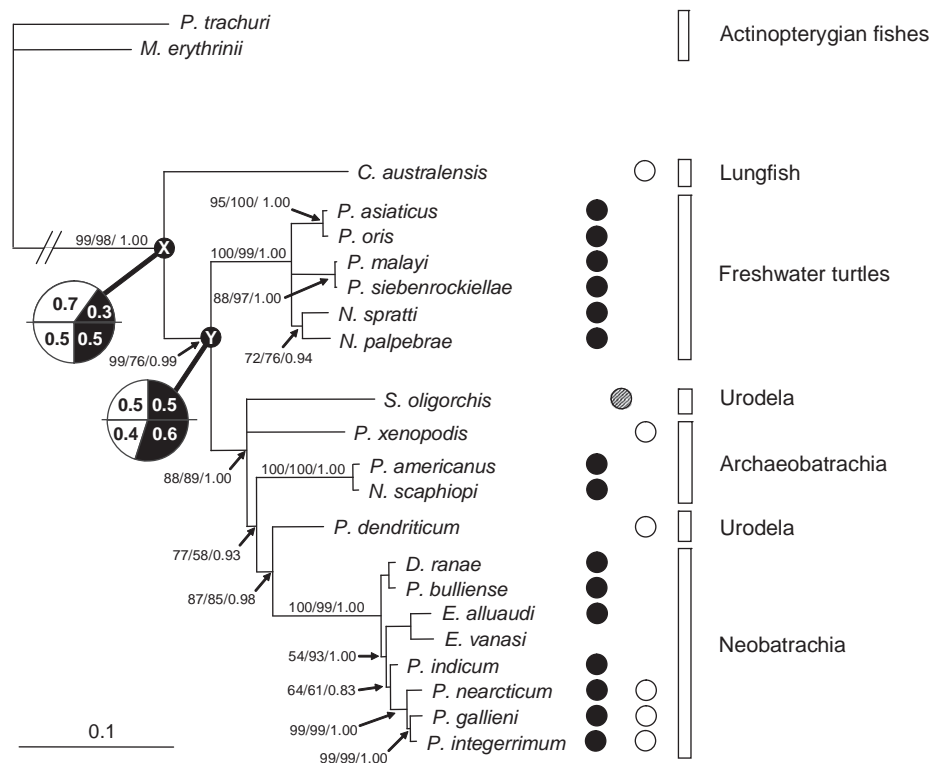 P. trachuri
M. erythrinii
Actinopterygian fishes
C. australensis
Lungfish
95/100/ 1.00
P. asiaticus
P. oris
99/98/ 1.00
X
100/99/1.00
P. malayi
P. siebenrockiellae
88/97/1.00
Freshwater turtles
0.7
0.3
0.5
0.5
N. spratti
N. palpebrae
Y
99/76/0.99
72/76/0.94
0.5
0.5
0.4
0.6
S. oligorchis
Urodela
P. xenopodis
88/89/1.00
100/100/1.00
P. americanus
N. scaphiopi
Archaeobatrachia
P. dendriticum
Urodela
77/58/0.93
87/85/0.98
D. ranae
P. bulliense
100/99/1.00
E. alluaudi
E. vanasi
Neobatrachia
54/93/1.00
P. indicum
64/61/0.83
P. nearcticum
99/99/1.00
P. gallieni
P. integerrimum
99/99/1.00
0.1